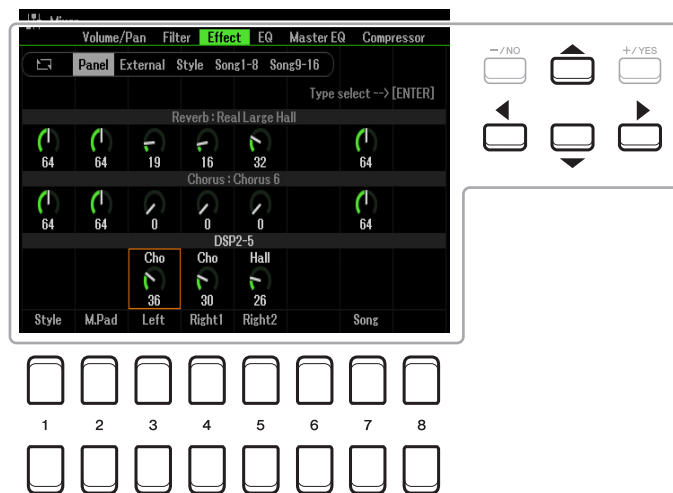 Mixer
Volume/Pan Filter Effect EQ Master EQ Compressor
Panel External Style Song1-8 Song9-16
Type select --> [ENTER]
Reverb : Real Large Hall
64 64 19 16 32 64
Chorus : Chorus 6
64 64 0 0 0 64
DSP2-5
Cho Cho Hall
36 30 26
Style M.Pad Left Right1 Right2 Song
1 2 3 4 5 6 7 8
−/NO +/YES